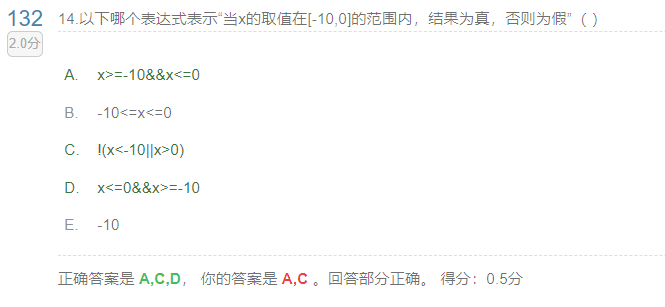 132
2.0分
14.以下哪个表达式表示“当x的取值在[-10,0]的范围内，结果为真，否则为假”（）
A. x>=-10&&x<=0
B. -10<=x<=0
C. !(x<-10||x>0)
D. x<=0&&x>=-10
E. -10
正确答案是 A,C,D， 你的答案是 A,C 。回答部分正确。 得分：0.5分